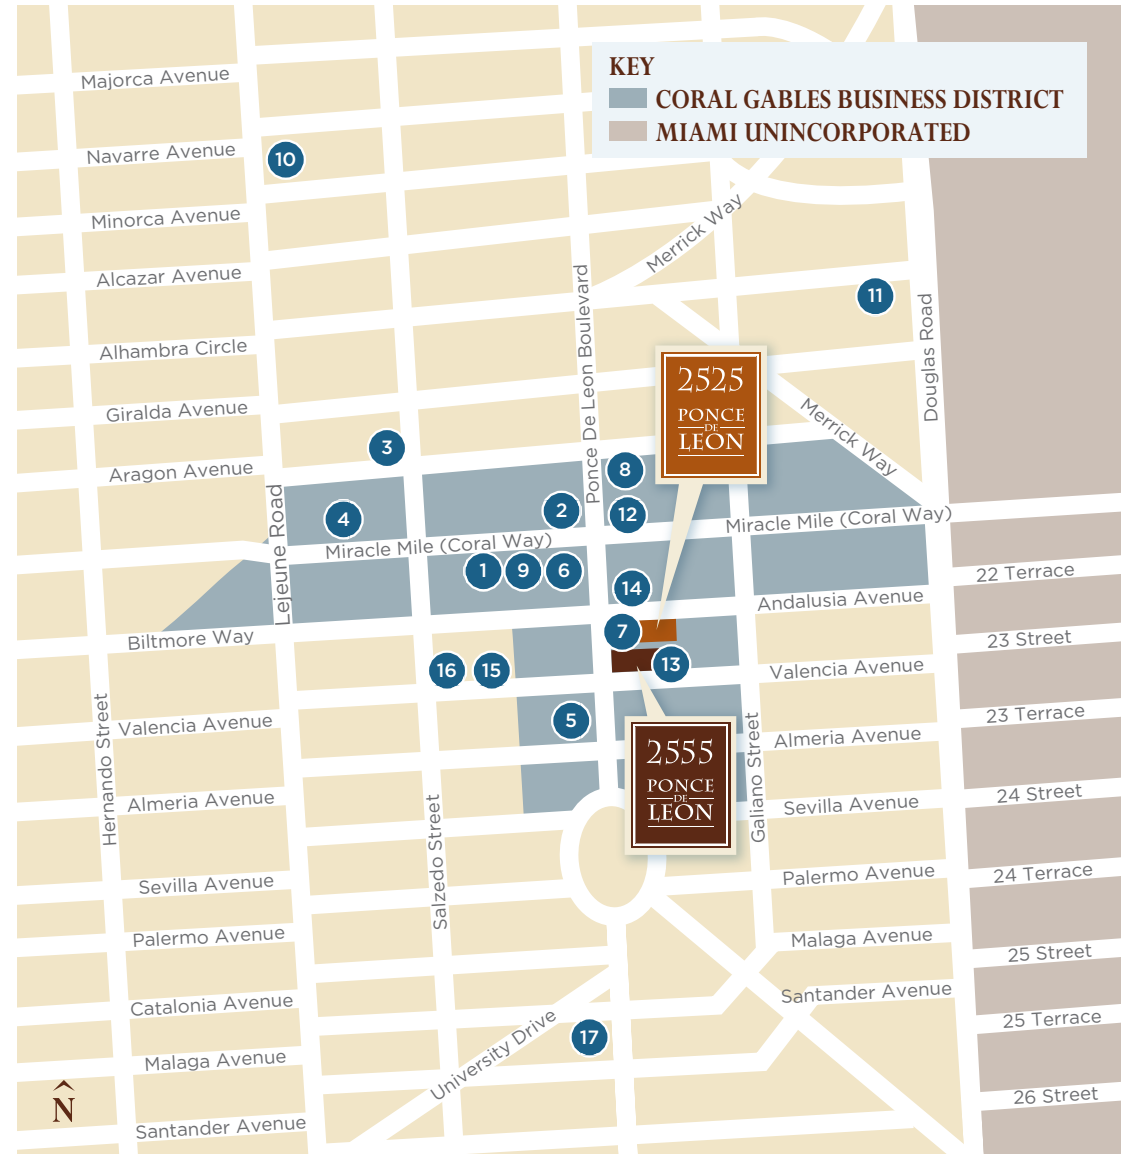 KEY
CORAL GABLES BUSINESS DISTRICT
MIAMI UNINCORPORATED
Majorca Avenue
Navarre Avenue
10
Minorca Avenue
Merrick Way
Alcazar Avenue
11
Ponce De Leon Boulevard
Douglas Road
Alhambra Circle
2525
PONCE
DE
LEON
Giralda Avenue
Merrick Way
3
Aragon Avenue
8
Lejeune Road
4
2
12
Miracle Mile (Coral Way)
Miracle Mile (Coral Way)
1
9
6
14
22 Terrace
Andalusia Avenue
Biltmore Way
7
23 Street
16
15
13
Valencia Avenue
Hernando Street
Valencia Avenue
5
23 Terrace
Galiano Street
Almeria Avenue
2555
PONCE
DE
LEON
Almeria Avenue
24 Street
Sevilla Avenue
Salzedo Street
Sevilla Avenue
Palermo Avenue
24 Terrace
Palermo Avenue
Malaga Avenue
25 Street
Catalonia Avenue
Santander Avenue
University Drive
17
25 Terrace
Malaga Avenue
26 Street
N
Santander Avenue